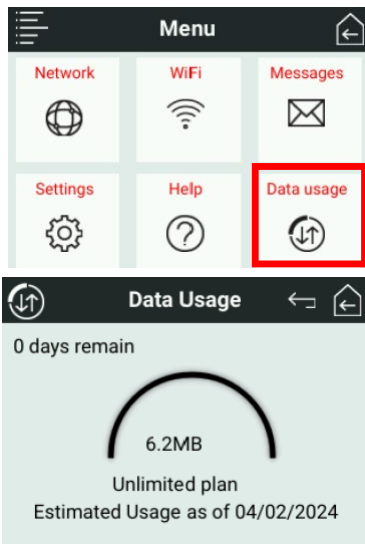 Menu
Network WiFi Messages
Settings Help Data usage
Data Usage
0 days remain
6.2MB
Unlimited plan
Estimated Usage as of 04/02/2024